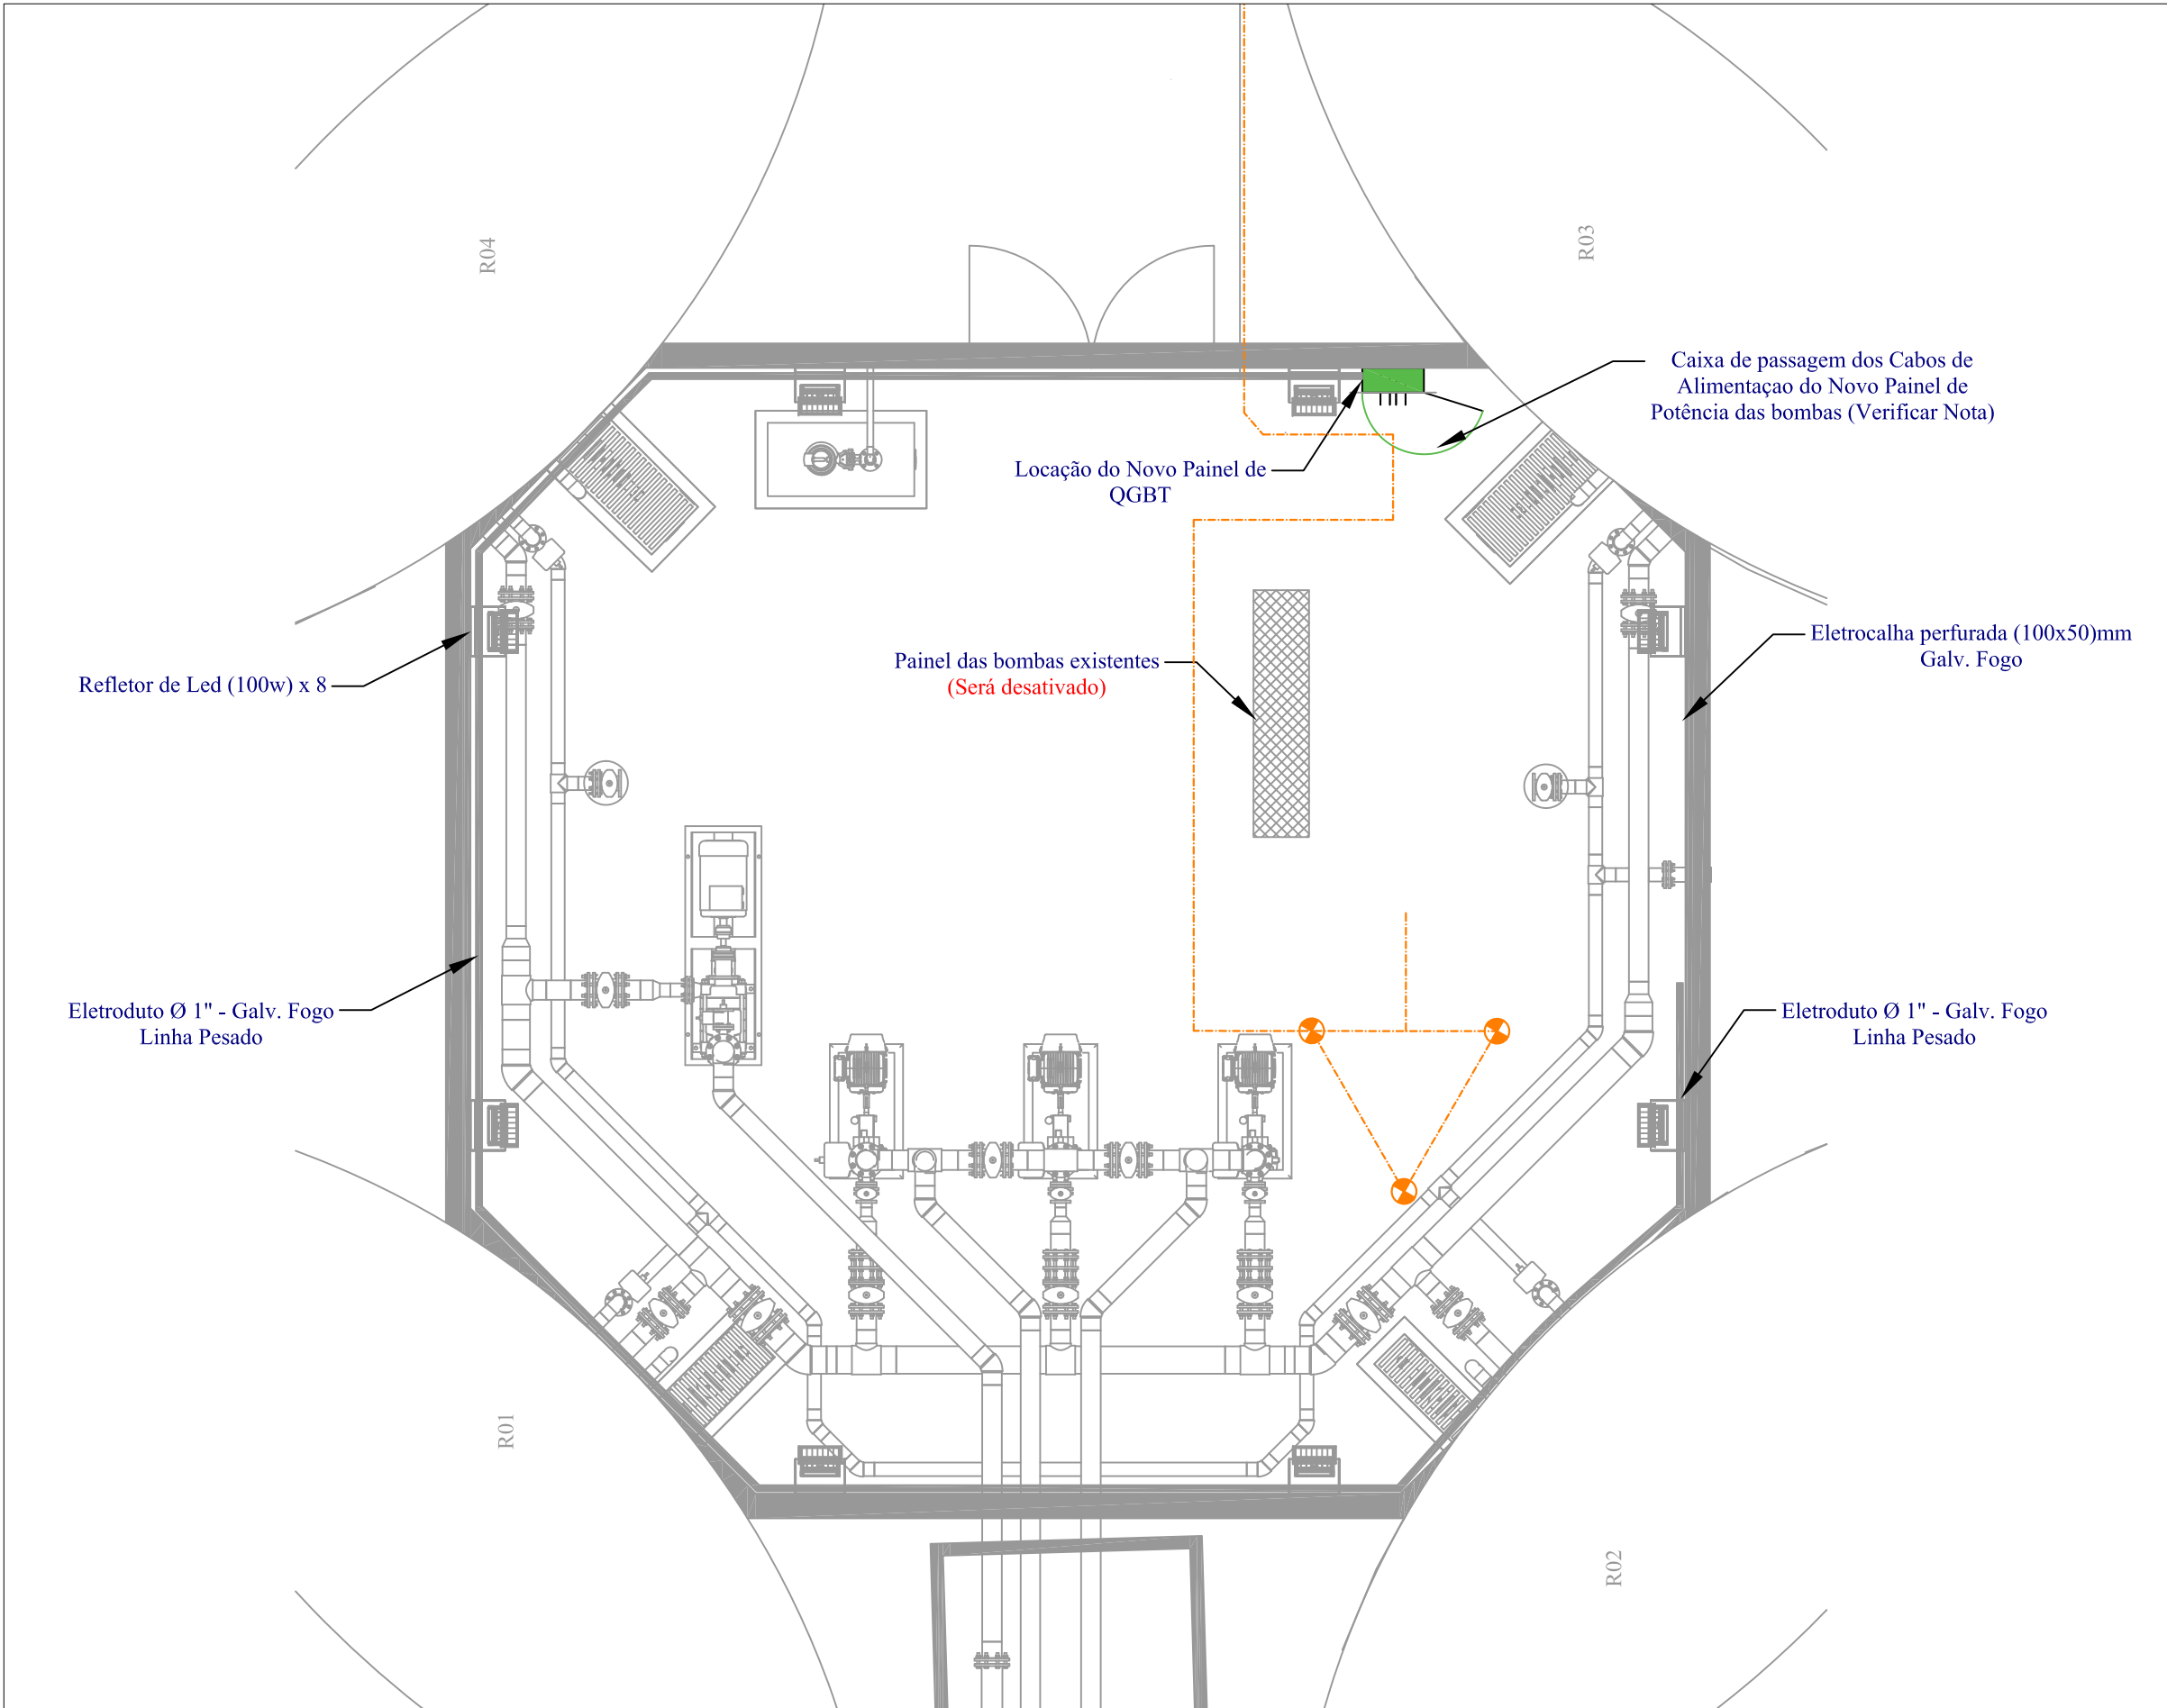 R04
R03
Caixa de passagem dos Cabos de
Alimentaçao do Novo Painel de
Potência das bombas (Verificar Nota)
Locação do Novo Painel de
QGBT
Eletrocalha perfurada (100x50)mm
Galv. Fogo
Painel das bombas existentes
(Será desativado)
Refletor de Led (100w) x 8
Eletroduto Ø 1" - Galv. Fogo
Linha Pesado
Eletroduto Ø 1" - Galv. Fogo
Linha Pesado
R01
R02